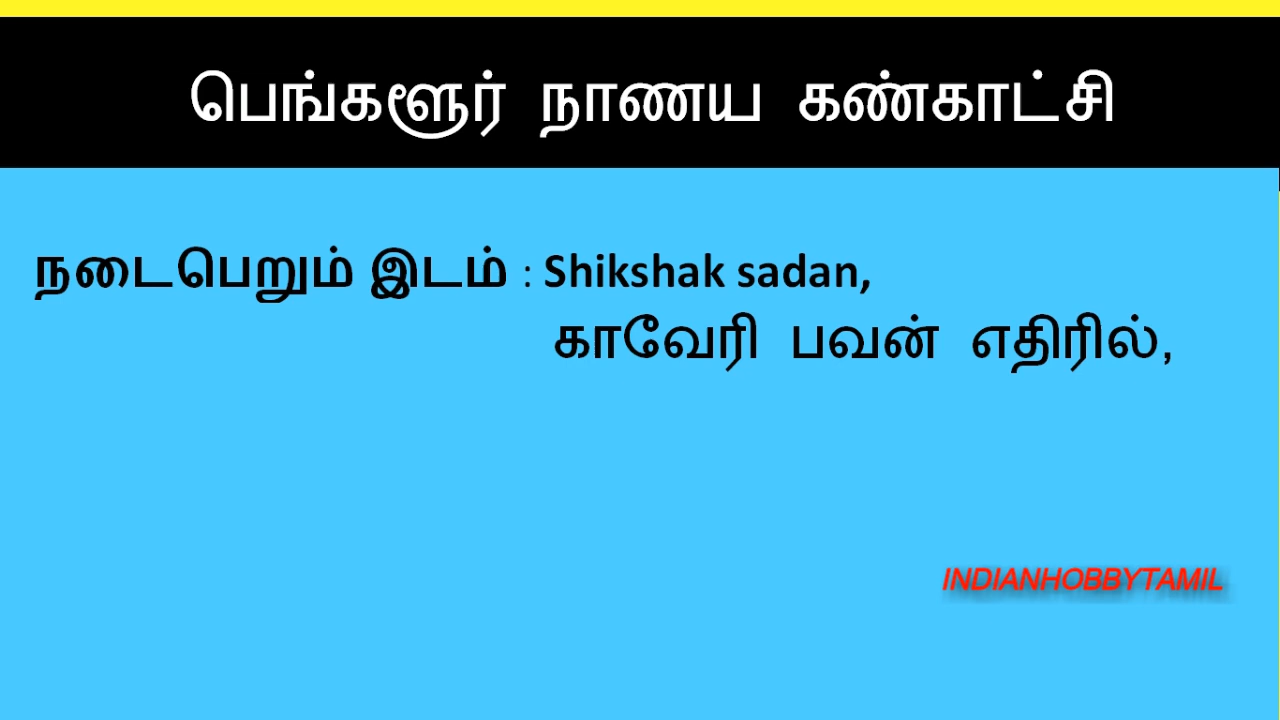 பெங்களூர் நாணய கண்காட்சி
நடைபெறும் இடம் : Shikshak sadan,
காவேரி பவன் எதிரில்,
INDIANHOBBYTAMIL